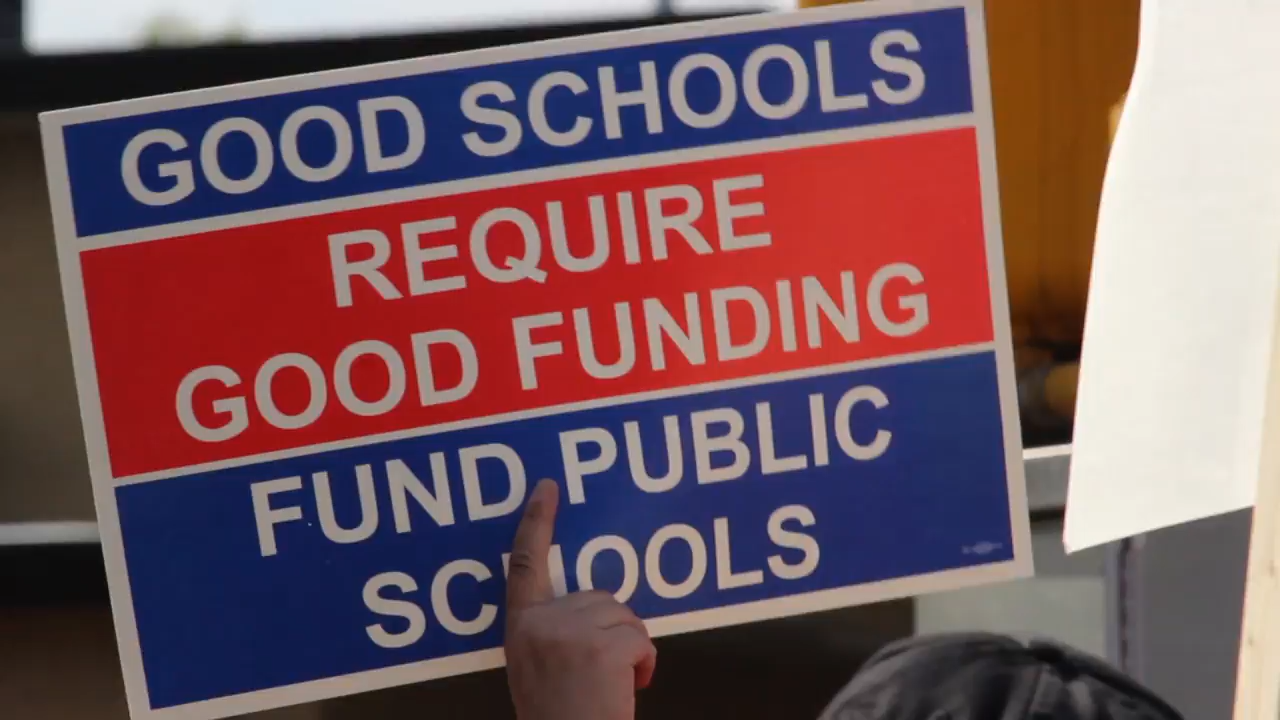 GOOD SCHOOLS
REQUIRE
GOOD FUNDING
FUND PUBLIC
SCHOOLS